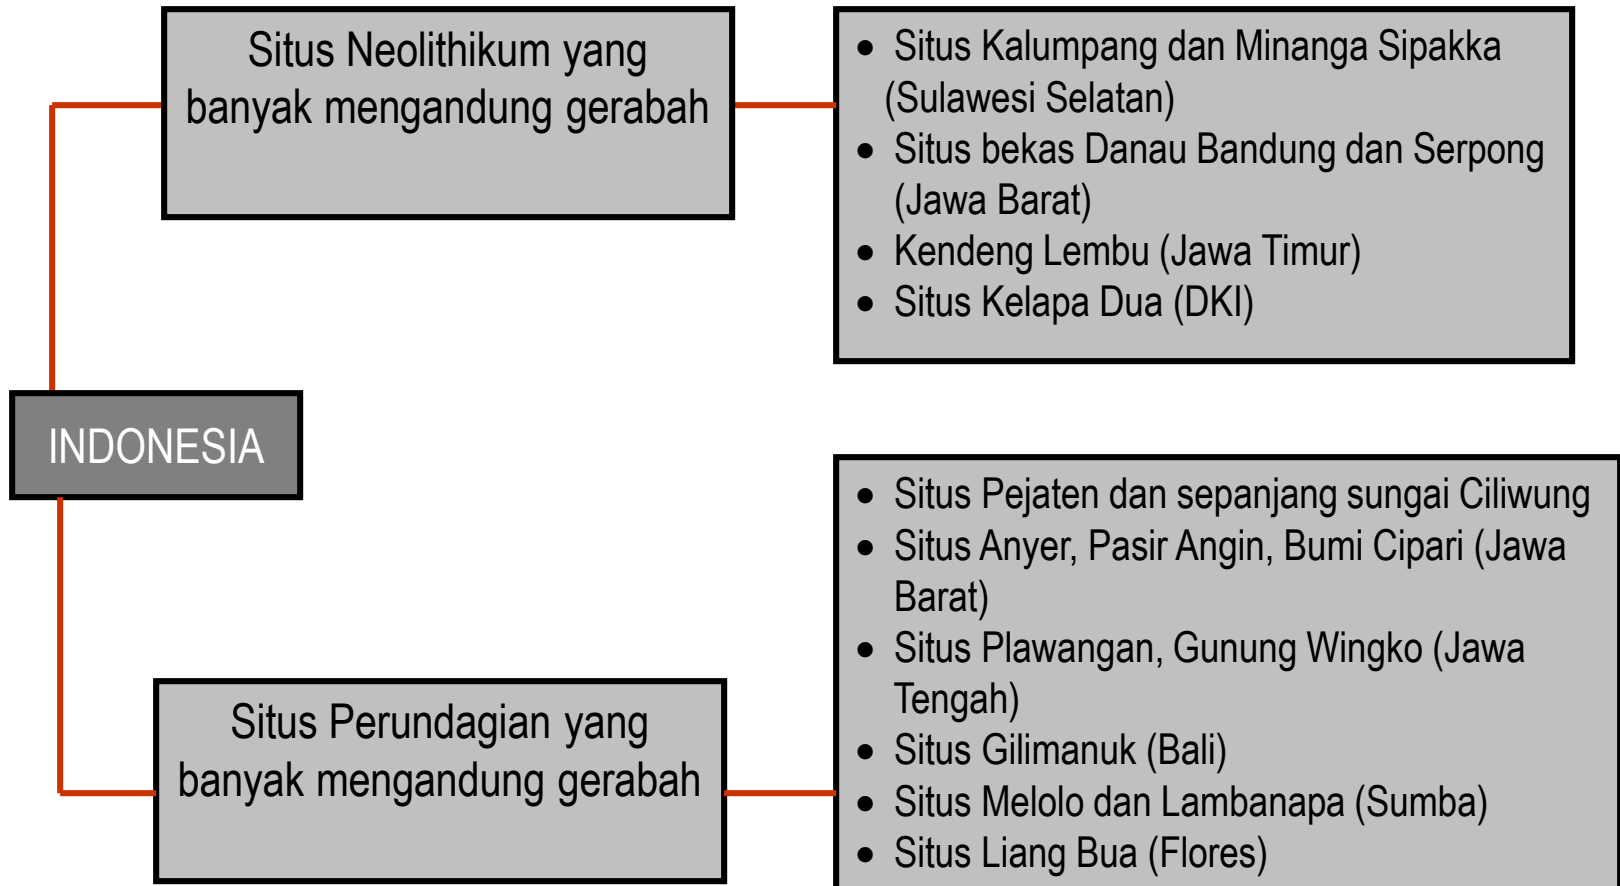 Situs Neolithikum yang
banyak mengandung gerabah
• Situs Kalumpang dan Minanga Sipakka
(Sulawesi Selatan)
• Situs bekas Danau Bandung dan Serpong
(Jawa Barat)
• Kendeng Lembu (Jawa Timur)
• Situs Kelapa Dua (DKI)
INDONESIA
Situs Perundagian yang
banyak mengandung gerabah
• Situs Pejaten dan sepanjang sungai Ciliwung
• Situs Anyer, Pasir Angin, Bumi Cipari (Jawa
Barat)
• Situs Plawangan, Gunung Wingko (Jawa
Tengah)
• Situs Gilimanuk (Bali)
• Situs Melolo dan Lambanapa (Sumba)
• Situs Liang Bua (Flores)